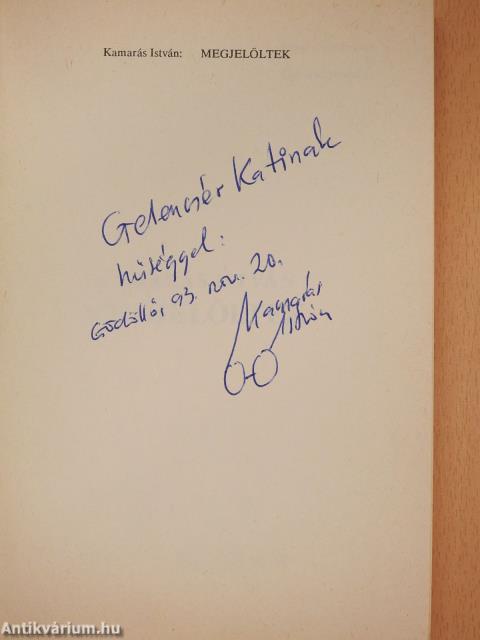 Kamarás István: MEGJELÖLTEK
Gelencsér Katinak
hűséggel:
Gödöllő, 93. nov. 20.
Kamarás
István
Antikvárium.hu